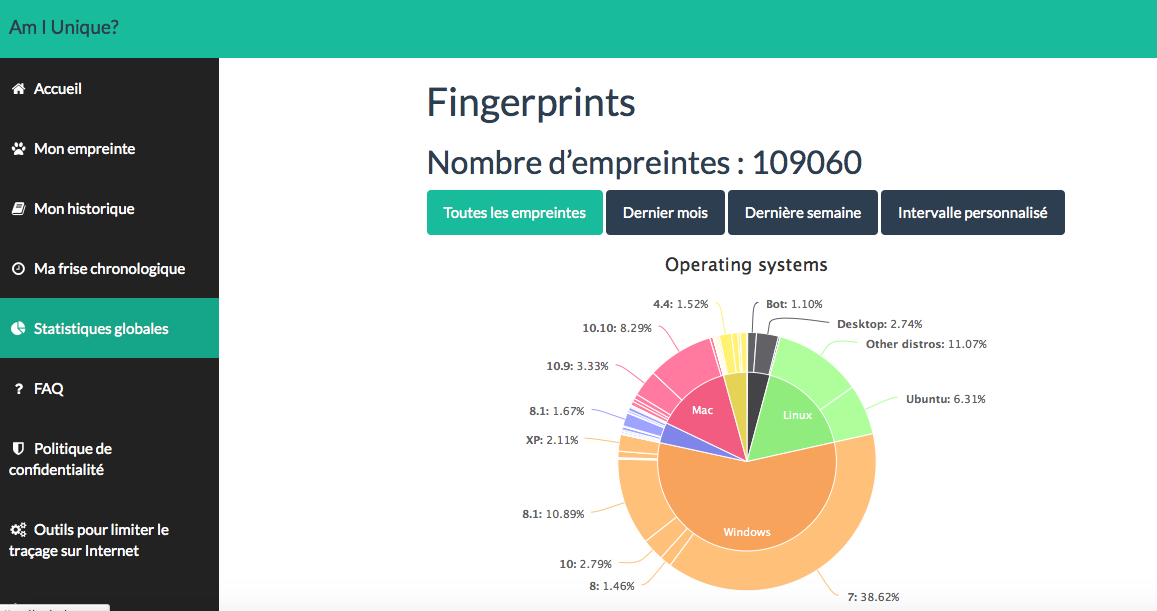 Am I Unique?
Accueil
Mon empreinte
Mon historique
Ma frise chronologique
Statistiques globales
? FAQ
Politique de
confidentialité
Outils pour limiter le
traçage sur Internet
Fingerprints
Nombre d’empreintes : 109060
Toutes les empreintes
Dernier mois
Dernière semaine
Intervalle personnalisé
Operating systems
4.4: 1.52%
Bot: 1.10%
10.10: 8.29%
Desktop: 2.74%
Other distros: 11.07%
10.9: 3.33%
Ubuntu: 6.31%
8.1: 1.67%
Mac
Linux
XP: 2.11%
8.1: 10.89%
Windows
10: 2.79%
8: 1.46%
7: 38.62%